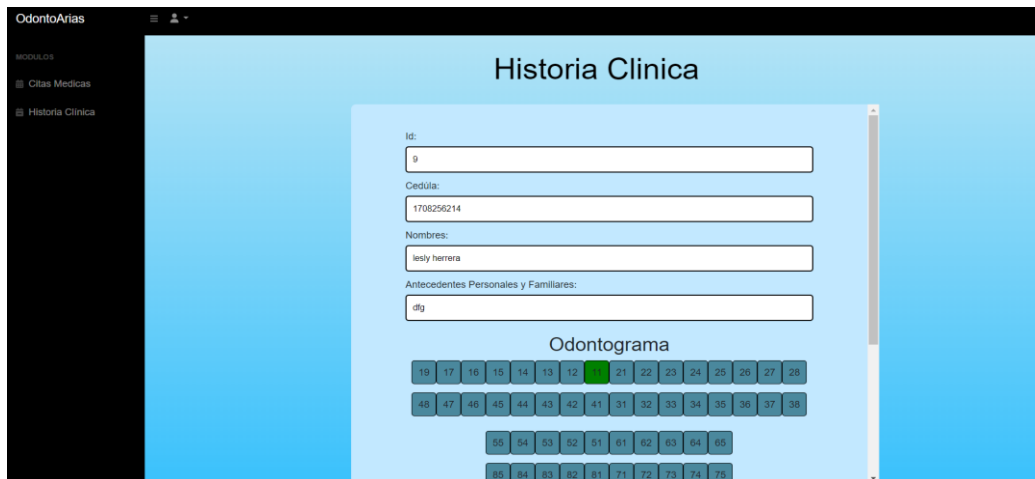 OdontoArias
MODULOS
Citas Medicas
Historia Clínica
Historia Clinica
Id:
9
Cedúla:
1708256214
Nombres:
lesly herrera
Antecedentes Personales y Familiares:
dfg
Odontograma
19 17 16 15 14 13 12 11 21 22 23 24 25 26 27 28
48 47 46 45 44 43 42 41 31 32 33 34 35 36 37 38
55 54 53 52 51 61 62 63 64 65
85 84 83 82 81 71 72 73 74 75